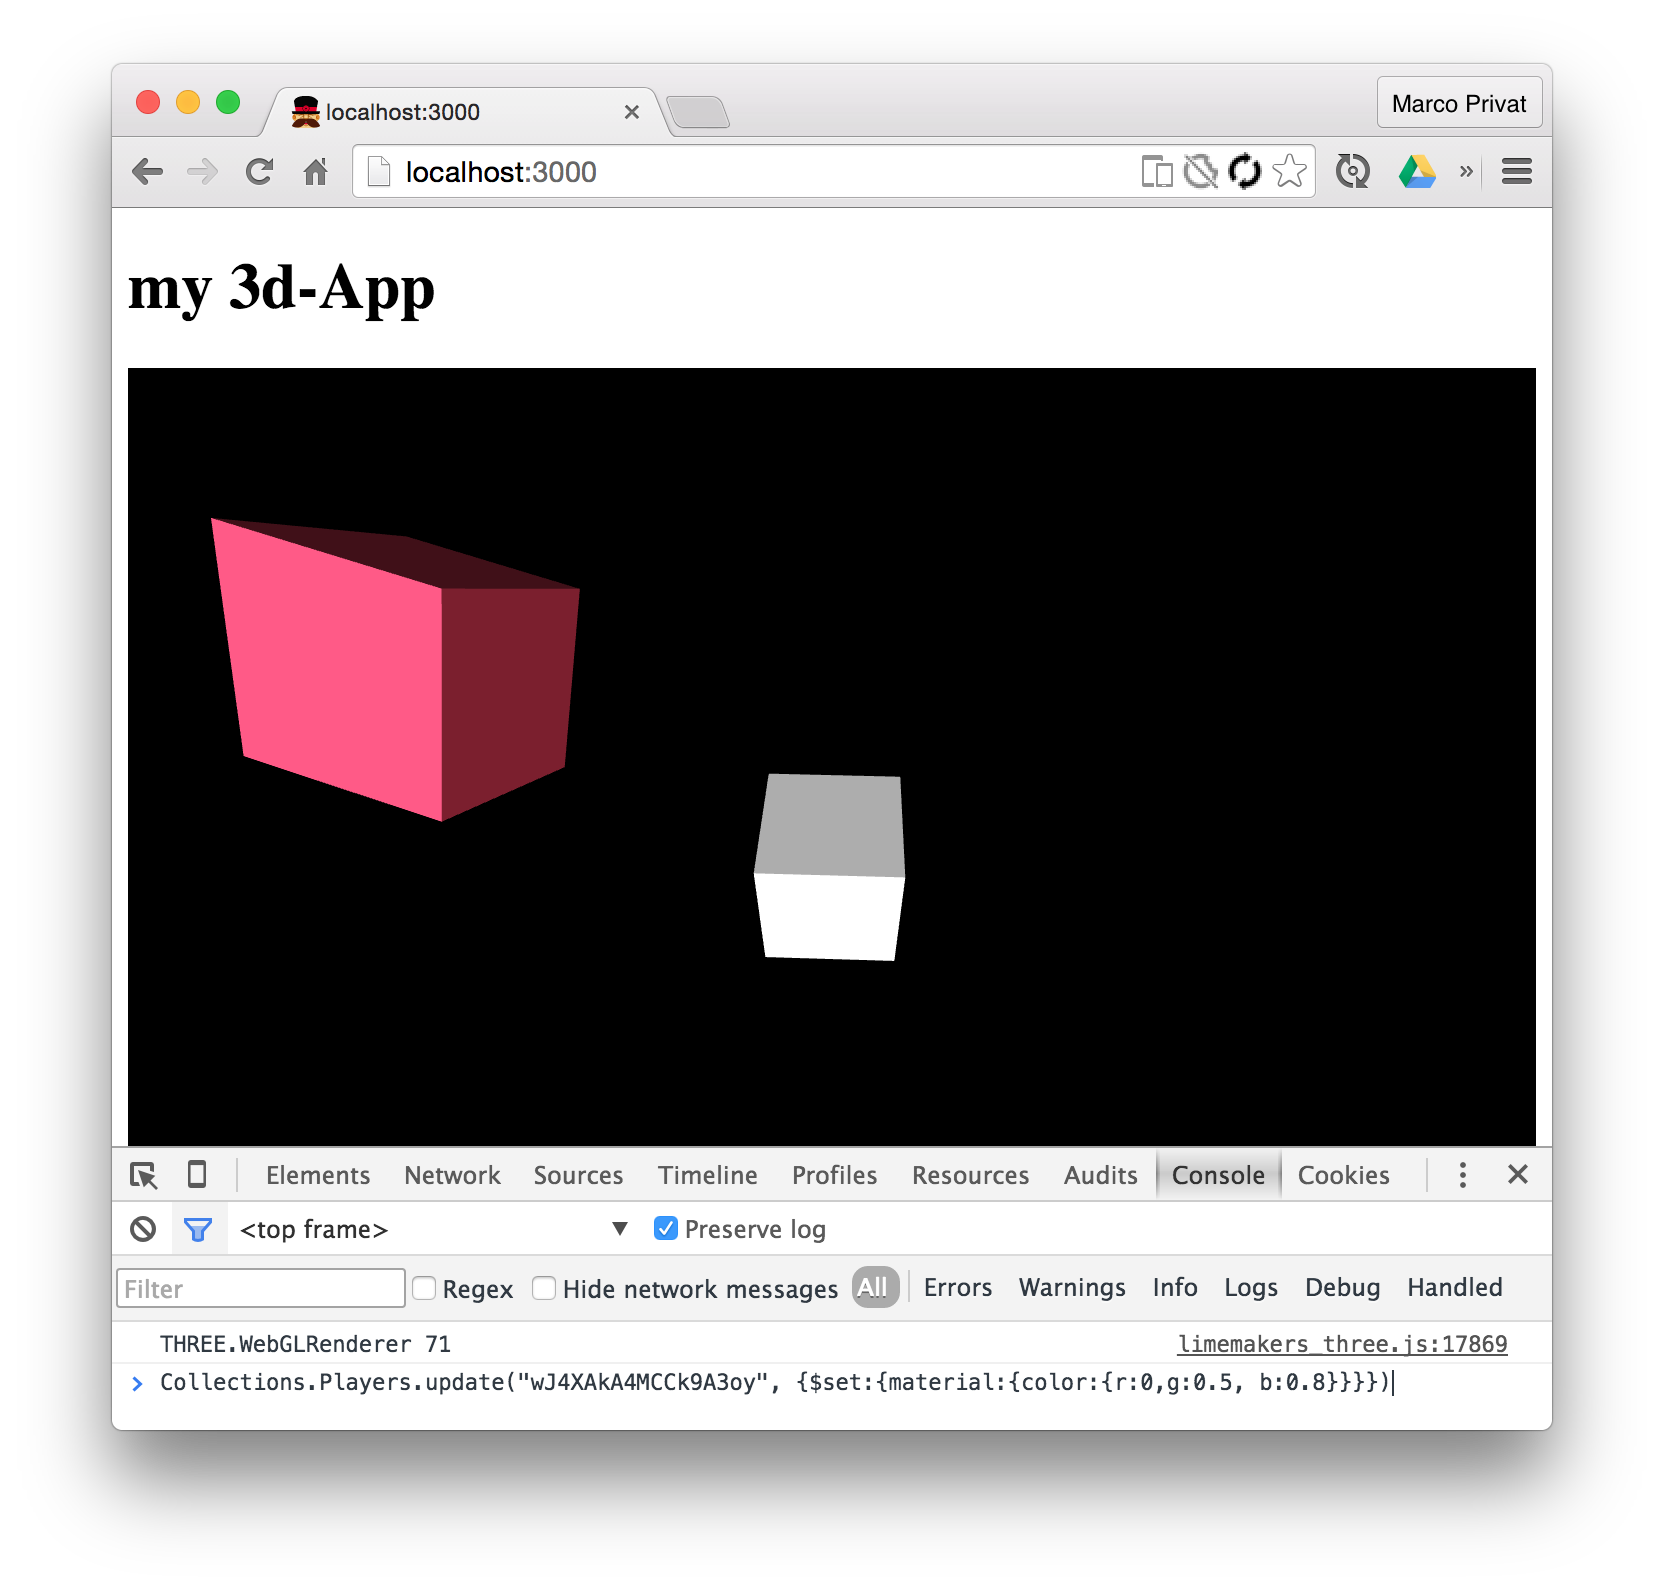 localhost:3000
Marco Privat
localhost:3000
my 3d-App
Elements Network Sources Timeline Profiles Resources Audits Console Cookies
<top frame> Preserve log
Filter Regex Hide network messages All Errors Warnings Info Logs Debug Handled
THREE.WebGLRenderer 71 limemakers_three.js:17869
Collections.Players.update("wJ4XAkA4MCCk9A3oy", {$set:{material:{color:{r:0,g:0.5, b:0.8}}}})